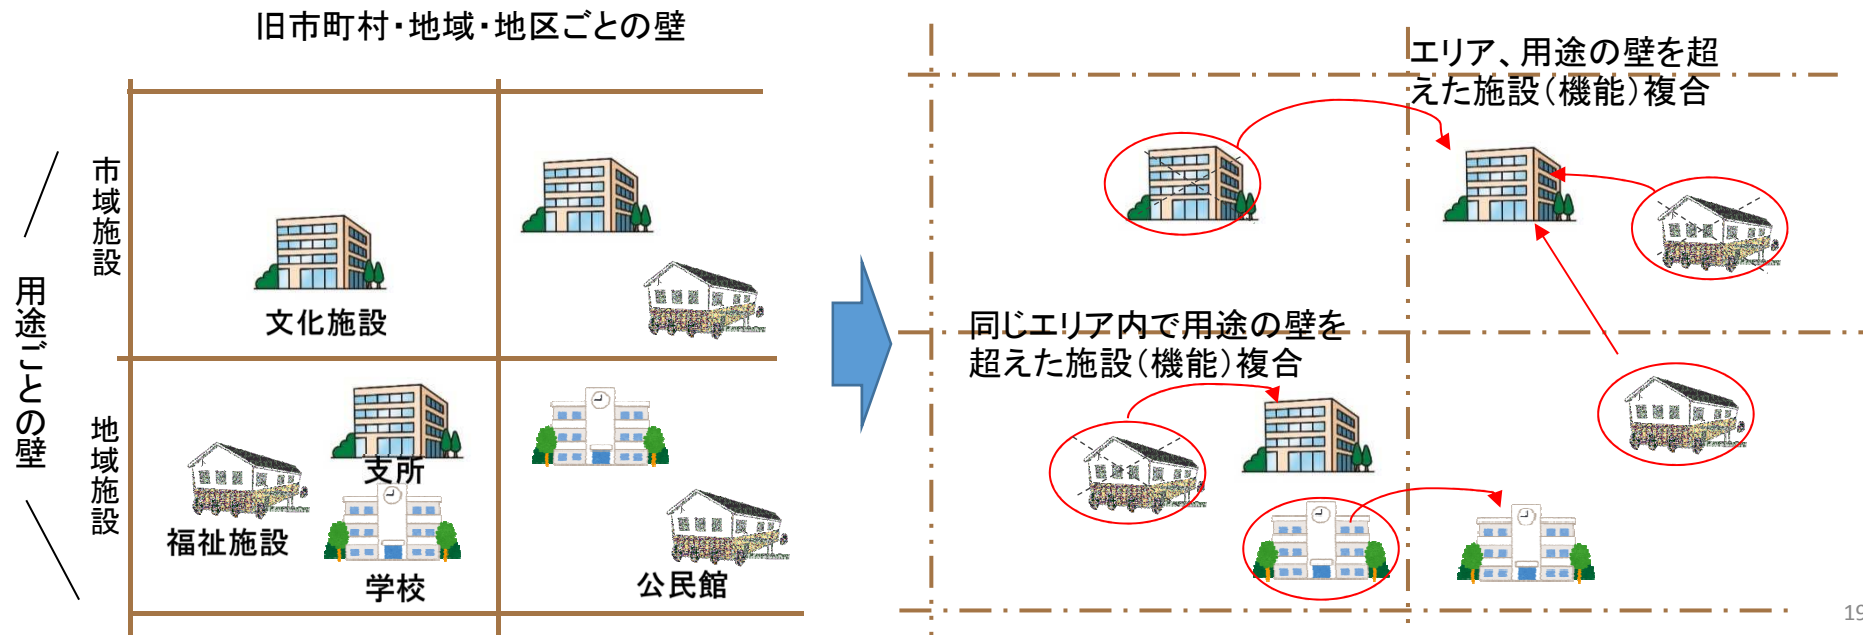 旧市町村・地域・地区ごとの壁
用途ごとの壁
市域施設
地域施設
文化施設
支所
福祉施設
学校
公民館
エリア、用途の壁を超
えた施設(機能)複合
同じエリア内で用途の壁を
超えた施設(機能)複合
19